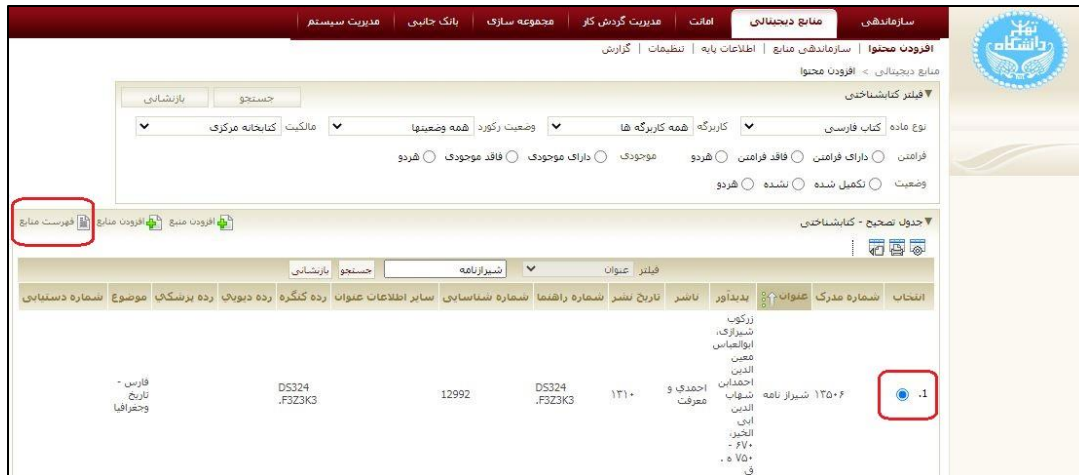 سازماندهی منابع دیجیتالی امانت مدیریت گردش کار مجموعه سازی بانک جانبی مدیریت سیستم
افزودن محتوا | سازماندهی منابع | اطلاعات پایه | تنظیمات | گزارش
منابع دیجیتالی > افزودن محتوا
فیلتر کتابشناختی
جستجو بازنشانی
نوع ماده کتاب فارسی کاربرگه همه کاربرگه ها وضعیت رکورد همه وضعیتها مالکیت کتابخانه مرکزی
فرامتن دارای فرامتن فاقد فرامتن هردو موجودی دارای موجودی فاقد موجودی هردو
وضعیت تکمیل شده نشده هردو
جدول تصحیح - کتابشناختی افزودن منبع افزودن منابع فهرست منابع
فیلتر عنوان شیرازنامه جستجو بازنشانی
انتخاب شماره مدرک عنوان پدیدآور ناشر تاریخ نشر شماره راهنما شماره شناسایی سایر اطلاعات عنوان رده کنگره رده دیویی رده پزشکی موضوع شماره دستیابی
1.
۱۳۵۰۶
شیراز نامه
زرکوب
شیرازی،
ابوالعباس
معین
الدین
احمدابن
شهاب
الدین
ابی
الخیر،
۶۷۰ -
۷۵۰ ه .
ق
احمدي و
معرفت
۱۳۱۰
DS324
.F3Z3K3
12992
DS324
.F3Z3K3
فارس -
تاریخ
وجغرافیا